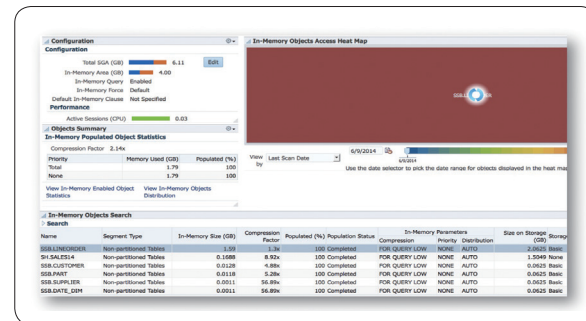 Configuration
Configuration
Total SGA (GB) 6.11 Edit
In-Memory Area (GB) 4.00
In-Memory Query Enabled
In-Memory Force Default
Default In-Memory Clause Not Specified
Performance
Active Sessions (CPU) 0.03
Objects Summary
In-Memory Populated Object Statistics
Compression Factor 2.14x
Priority Memory Used (GB) Populated (%)
Total 1.79 100
None 1.79 100
View In-Memory Enabled Object Statistics
View In-Memory Objects Distribution
In-Memory Objects Access Heat Map
View by Last Scan Date
6/9/2014
6/9/2014
Use the date selector to pick the date range for objects displayed in the heat map
In-Memory Objects Search
Search
Name Segment Type In-Memory Size (GB) Compression Factor Populated (%) Population Status In-Memory Parameters Compression Priority Distribution Size on Storage (GB) Storage
SSB.LINEORDER Non-partitioned Tables 1.59 1.3x 100 Completed FOR QUERY LOW NONE AUTO 2.0625 Basic
SH.SALES14 Non-partitioned Tables 0.1688 8.92x 100 Completed FOR QUERY LOW NONE AUTO 1.5049 None
SSB.CUSTOMER Non-partitioned Tables 0.0128 4.88x 100 Completed FOR QUERY LOW NONE AUTO 0.0625 Basic
SSB.PART Non-partitioned Tables 0.0118 5.28x 100 Completed FOR QUERY LOW NONE AUTO 0.0625 Basic
SSB.SUPPLIER Non-partitioned Tables 0.0011 56.89x 100 Completed FOR QUERY LOW NONE AUTO 0.0625 Basic
SSB.DATE_DIM Non-partitioned Tables 0.0011 56.89x 100 Completed FOR QUERY LOW NONE AUTO 0.0625 Basic